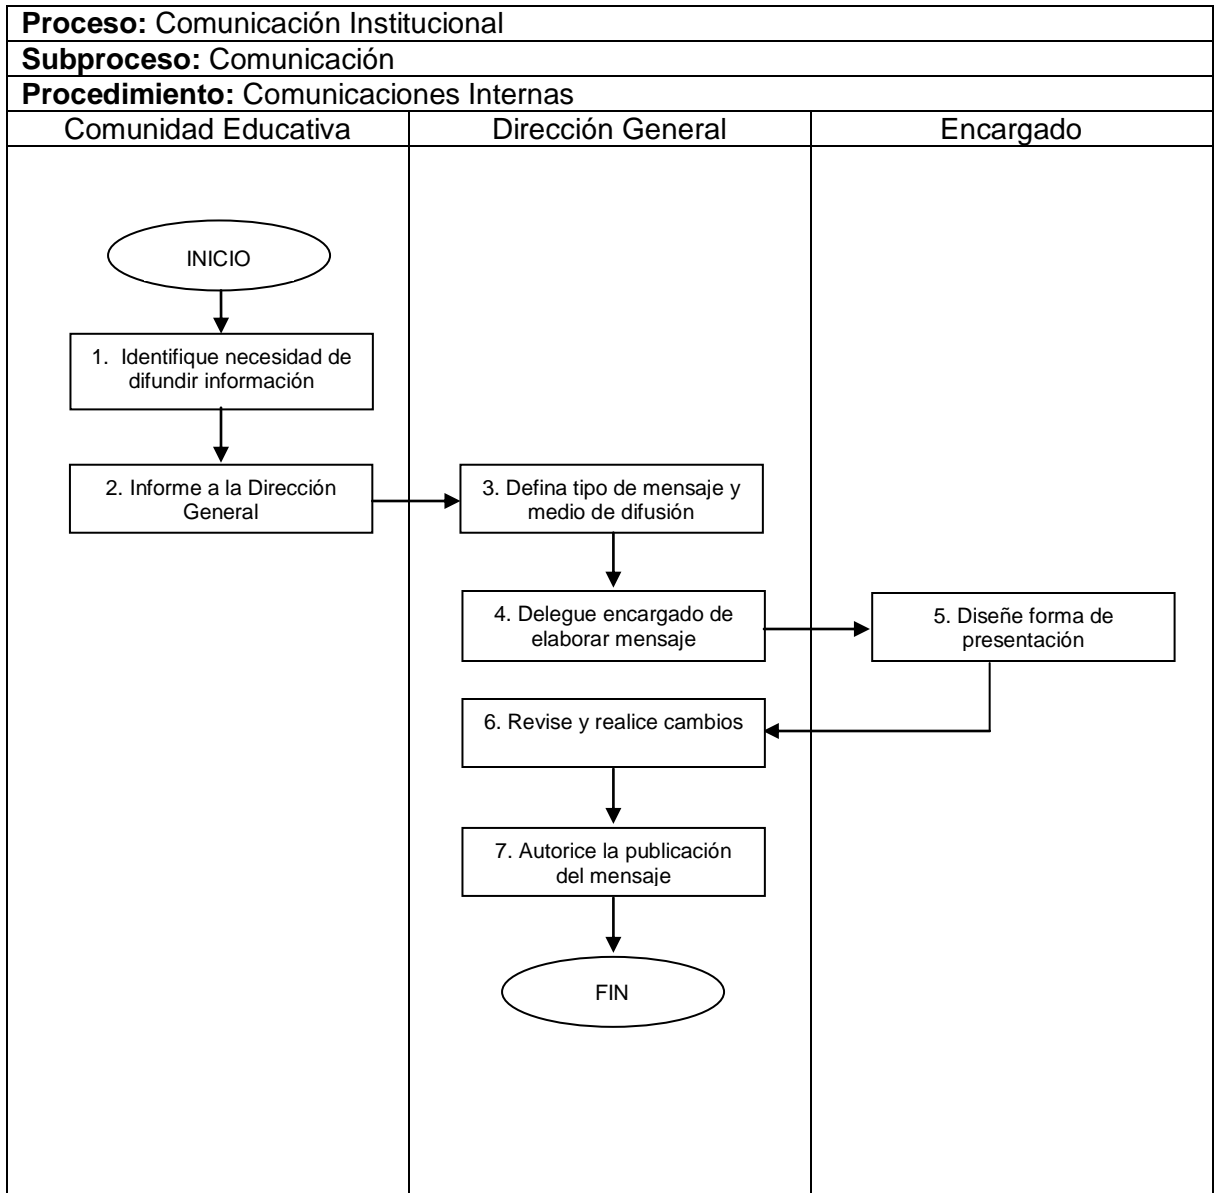 Proceso: Comunicación Institucional
Subproceso: Comunicación
Procedimiento: Comunicaciones Internas
Comunidad Educativa
Dirección General
Encargado
INICIO
1. Identifique necesidad de
difundir información
2. Informe a la Dirección
General
3. Defina tipo de mensaje y
medio de difusión
4. Delegue encargado de
elaborar mensaje
5. Diseñe forma de
presentación
6. Revise y realice cambios
7. Autorice la publicación
del mensaje
FIN